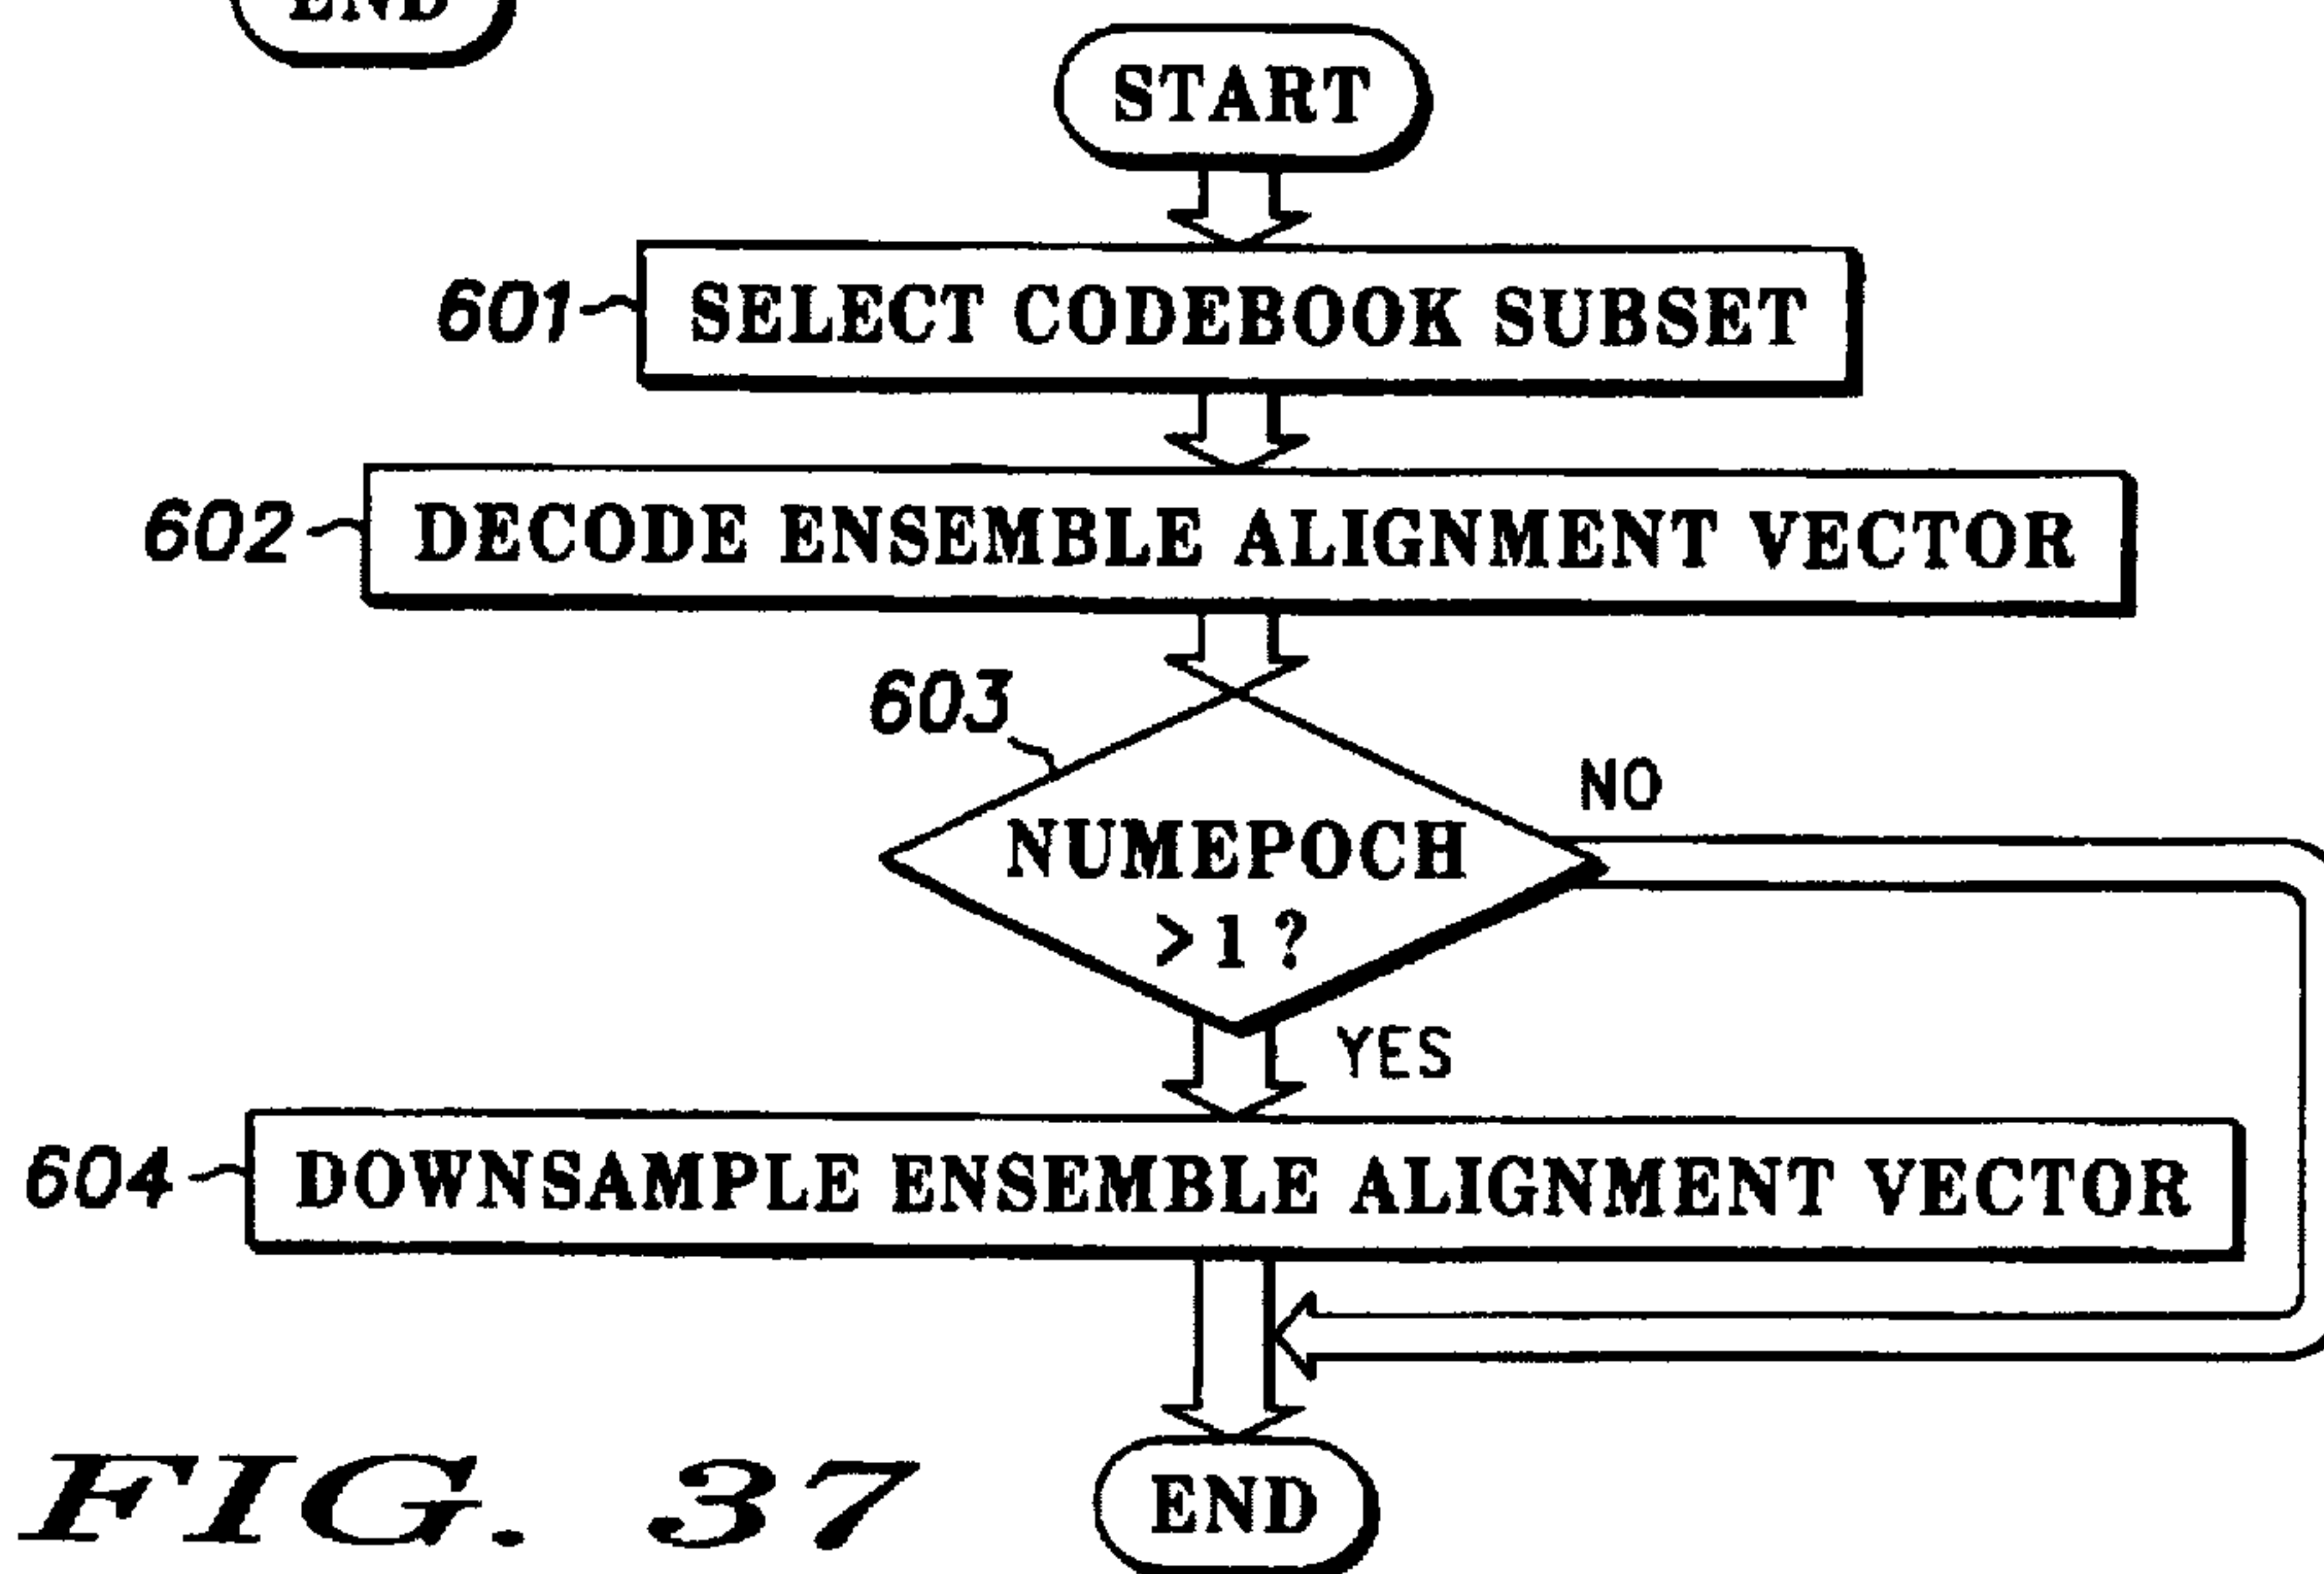 END
START
601
SELECT CODEBOOK SUBSET
602
DECODE ENSEMBLE ALIGNMENT VECTOR
603
NUMEPOCH
>1?
NO
YES
604
DOWNSAMPLE ENSEMBLE ALIGNMENT VECTOR
END
FIG. 37